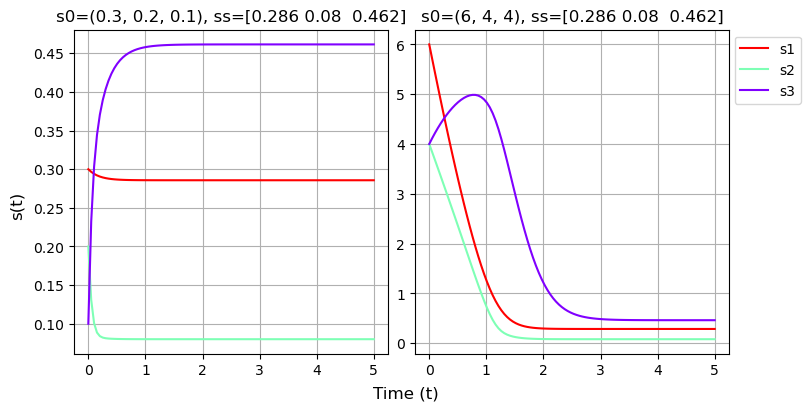 s0=(0.3, 0.2, 0.1), ss=[0.286 0.08  0.462]
s0=(6, 4, 4), ss=[0.286 0.08  0.462]
s(t)
0.45
0.40
0.35
0.30
0.25
0.20
0.15
0.10
0 1 2 3 4 5
6
5
4
3
2
1
0
0 1 2 3 4 5
s1
s2
s3
Time (t)